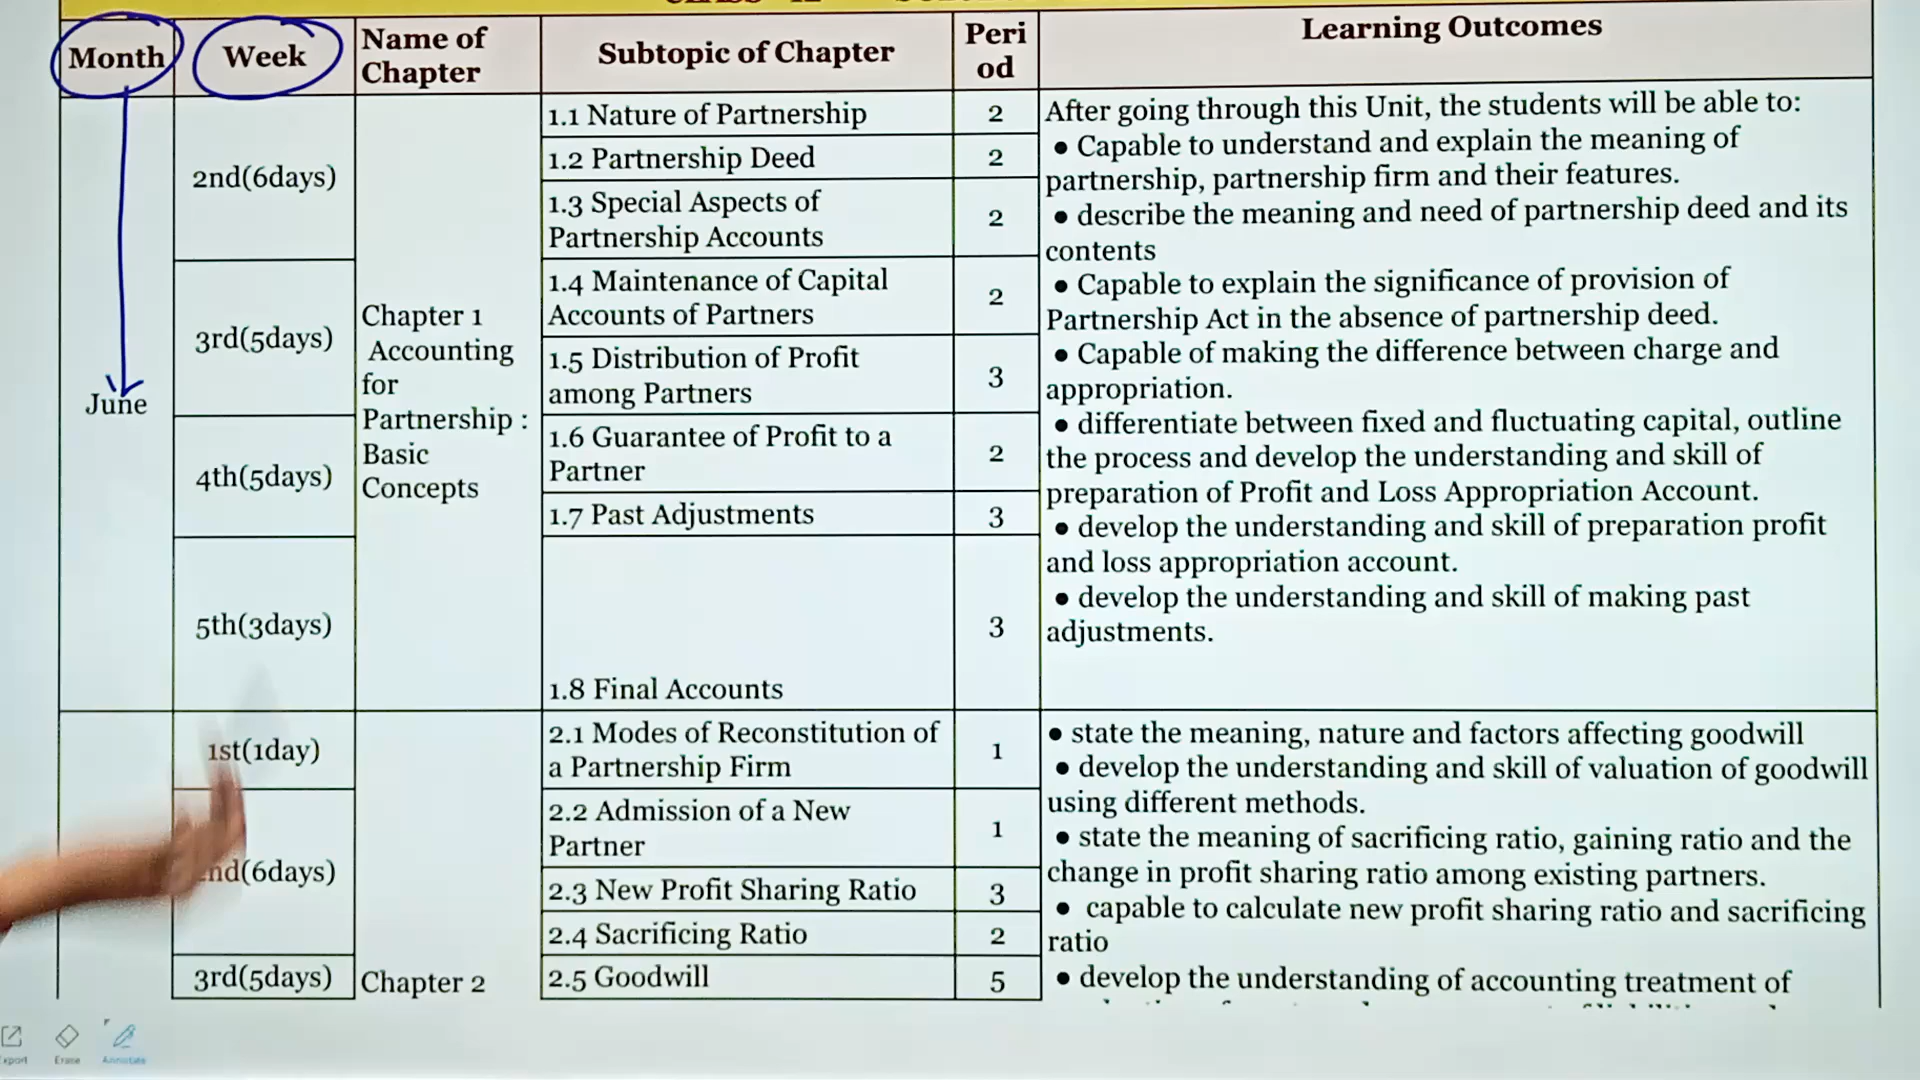 Month
Week
Name of
Chapter
Subtopic of Chapter
Peri
od
Learning Outcomes
June
2nd(6days)
3rd(5days)
4th(5days)
5th(3days)
Chapter 1
Accounting
for
Partnership :
Basic
Concepts
1.1 Nature of Partnership
2
1.2 Partnership Deed
2
1.3 Special Aspects of
Partnership Accounts
2
1.4 Maintenance of Capital
Accounts of Partners
2
1.5 Distribution of Profit
among Partners
3
1.6 Guarantee of Profit to a
Partner
2
1.7 Past Adjustments
3
1.8 Final Accounts
3
After going through this Unit, the students will be able to:
● Capable to understand and explain the meaning of
partnership, partnership firm and their features.
● describe the meaning and need of partnership deed and its
contents
● Capable to explain the significance of provision of
Partnership Act in the absence of partnership deed.
● Capable of making the difference between charge and
appropriation.
● differentiate between fixed and fluctuating capital, outline
the process and develop the understanding and skill of
preparation of Profit and Loss Appropriation Account.
● develop the understanding and skill of preparation profit
and loss appropriation account.
● develop the understanding and skill of making past
adjustments.
1st(1day)
nd(6days)
3rd(5days)
Chapter 2
2.1 Modes of Reconstitution of
a Partnership Firm
1
2.2 Admission of a New
Partner
1
2.3 New Profit Sharing Ratio
3
2.4 Sacrificing Ratio
2
2.5 Goodwill
5
● state the meaning, nature and factors affecting goodwill
● develop the understanding and skill of valuation of goodwill
using different methods.
● state the meaning of sacrificing ratio, gaining ratio and the
change in profit sharing ratio among existing partners.
● capable to calculate new profit sharing ratio and sacrificing
ratio
● develop the understanding of accounting treatment of
Erase
Annotate